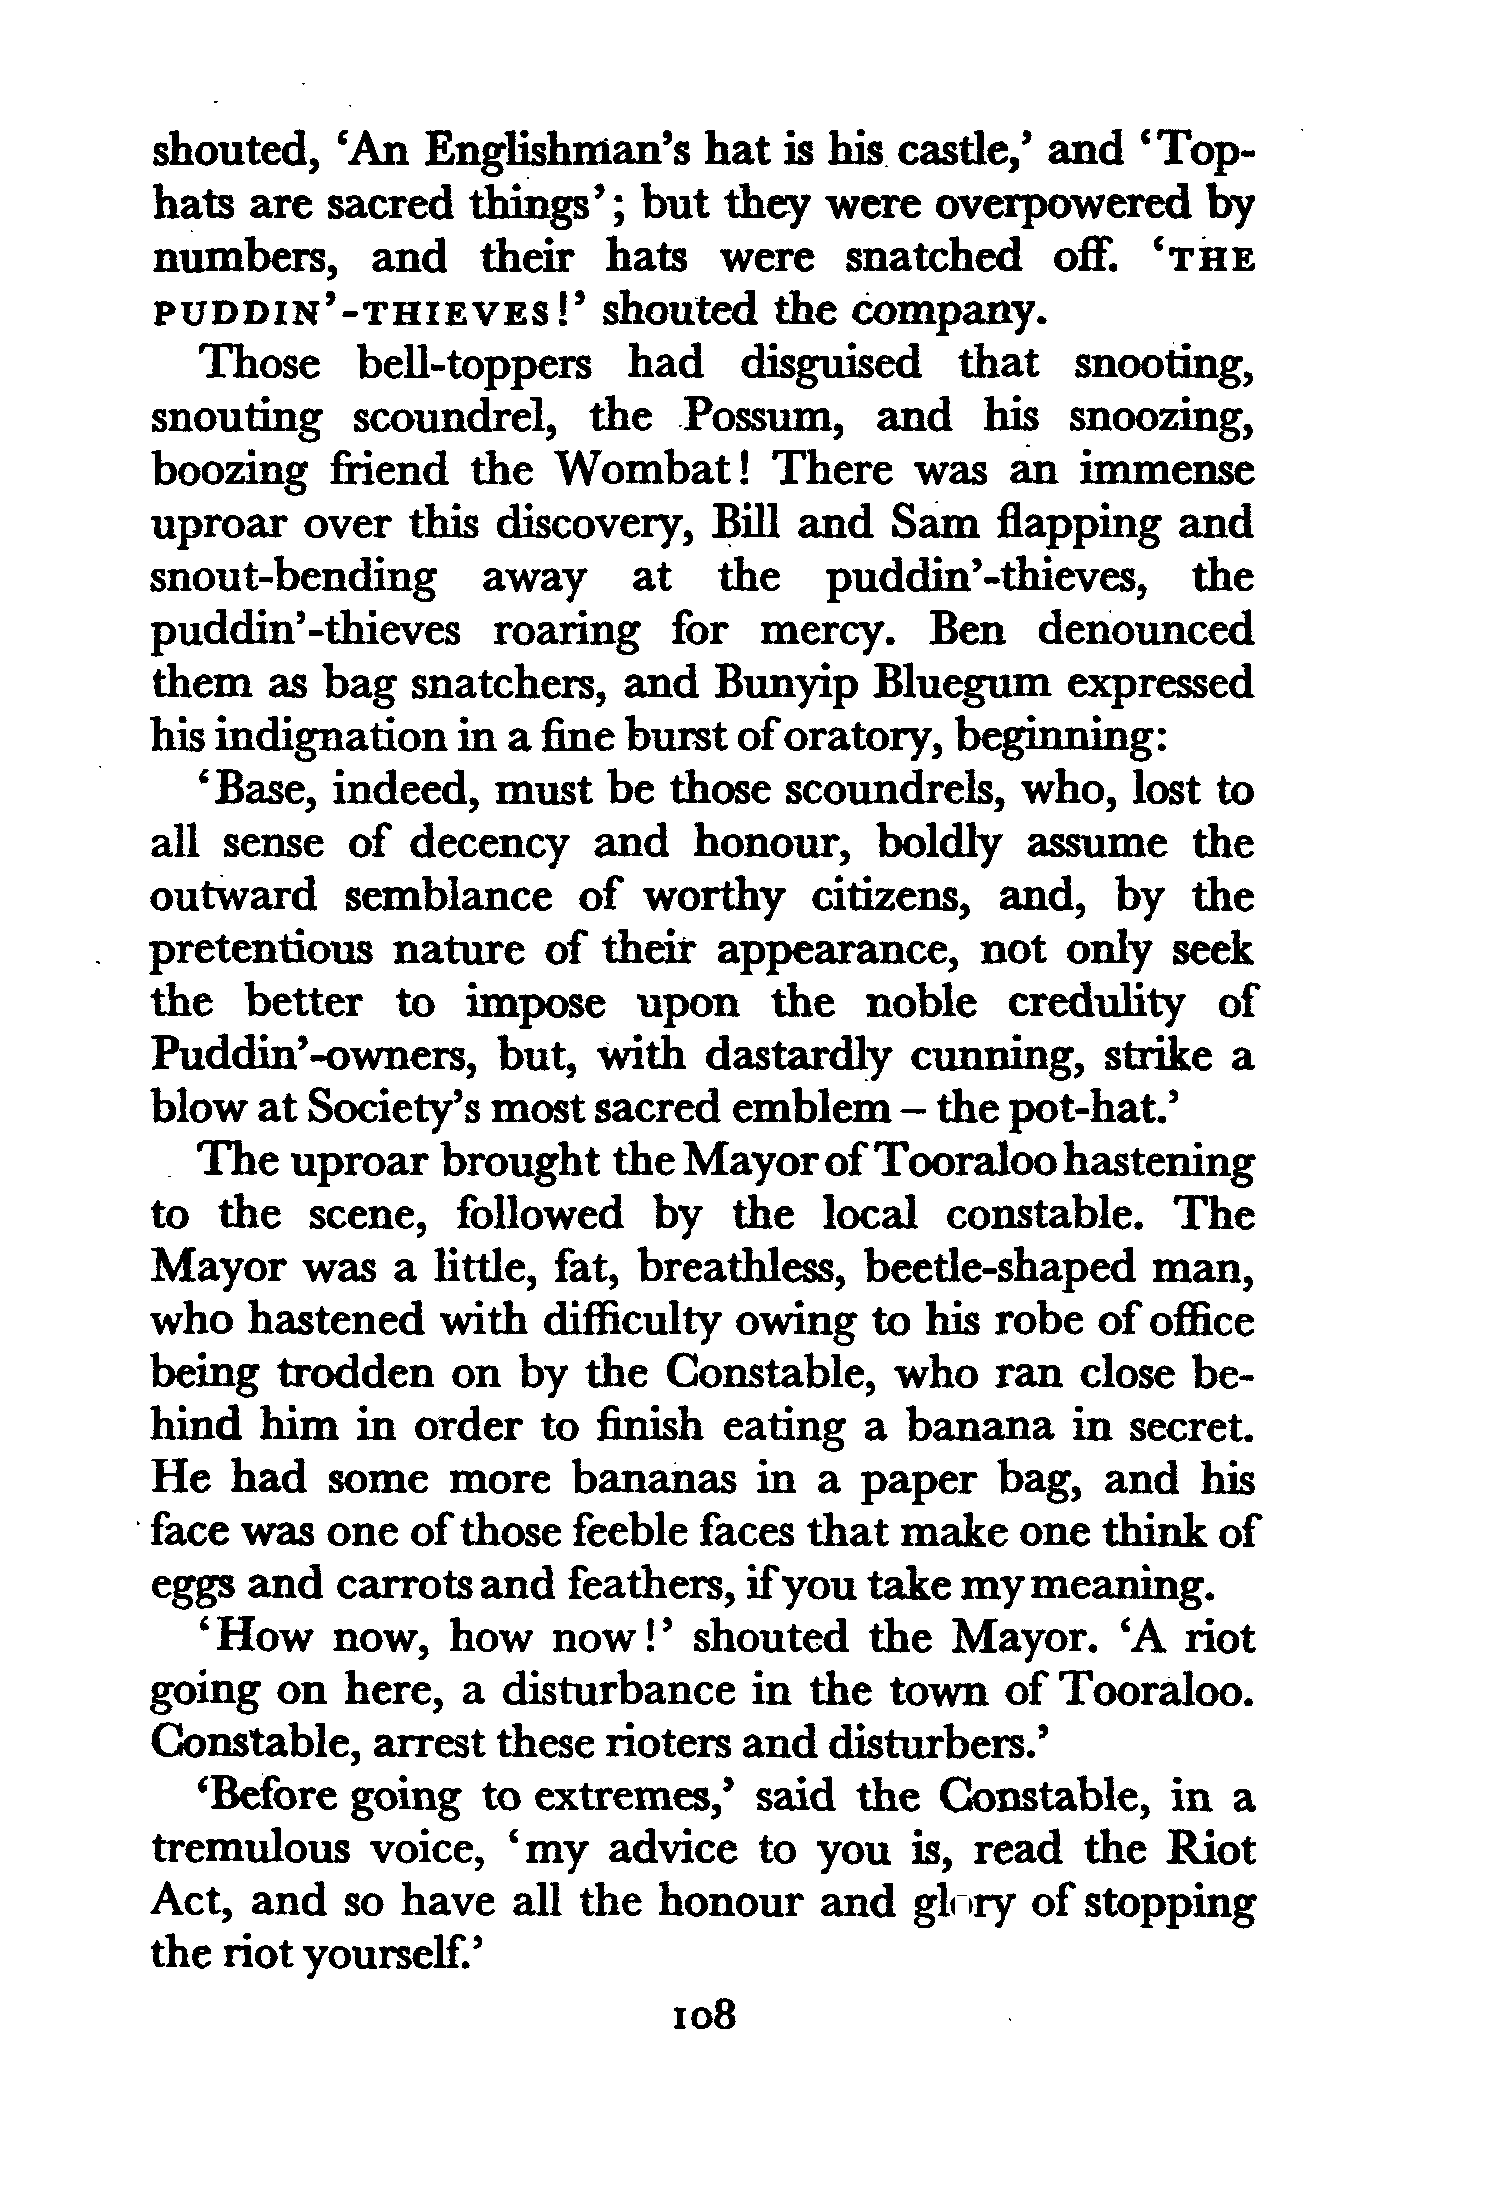 shouted, ‘An Englishman’s hat is his castle,’ and ‘Top-
hats are sacred things’; but they were overpowered by
numbers, and their hats were snatched off. ‘THE
PUDDIN’-THIEVES!’ shouted the company.
Those bell-toppers had disguised that snooting,
snouting scoundrel, the Possum, and his snoozing,
boozing friend the Wombat! There was an immense
uproar over this discovery, Bill and Sam flapping and
snout-bending away at the puddin’-thieves, the
puddin’-thieves roaring for mercy. Ben denounced
them as bag snatchers, and Bunyip Bluegum expressed
his indignation in a fine burst of oratory, beginning:
‘Base, indeed, must be those scoundrels, who, lost to
all sense of decency and honour, boldly assume the
outward semblance of worthy citizens, and, by the
pretentious nature of their appearance, not only seek
the better to impose upon the noble credulity of
Puddin’-owners, but, with dastardly cunning, strike a
blow at Society’s most sacred emblem – the pot-hat.’
The uproar brought the Mayor of Tooraloo hastening
to the scene, followed by the local constable. The
Mayor was a little, fat, breathless, beetle-shaped man,
who hastened with difficulty owing to his robe of office
being trodden on by the Constable, who ran close be-
hind him in order to finish eating a banana in secret.
He had some more bananas in a paper bag, and his
face was one of those feeble faces that make one think of
eggs and carrots and feathers, if you take my meaning.
‘How now, how now!’ shouted the Mayor. ‘A riot
going on here, a disturbance in the town of Tooraloo.
Constable, arrest these rioters and disturbers.’
‘Before going to extremes,’ said the Constable, in a
tremulous voice, ‘my advice to you is, read the Riot
Act, and so have all the honour and glory of stopping
the riot yourself.’
108